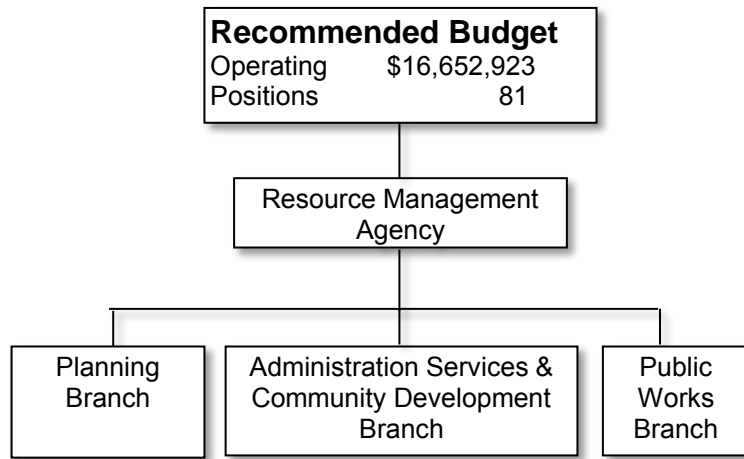 Recommended Budget
Operating $16,652,923
Positions 81
Resource Management
Agency
Planning
Branch
Administration Services &
Community Development
Branch
Public
Works
Branch